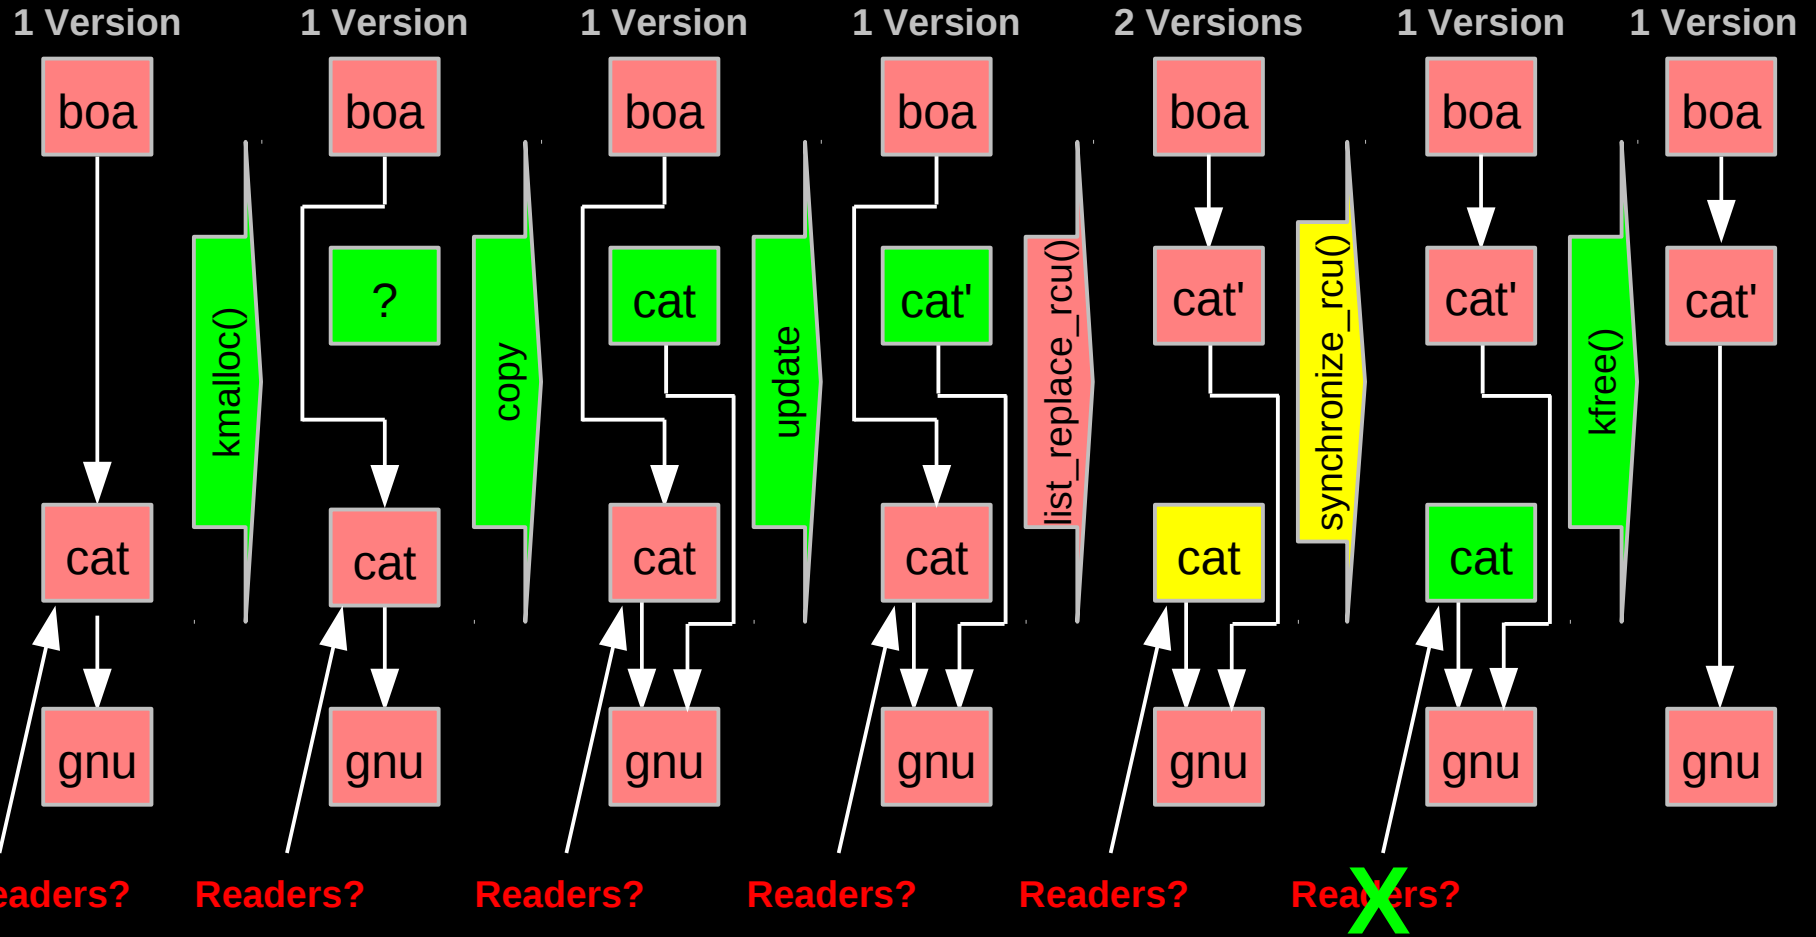 1 Version
1 Version
1 Version
1 Version
2 Versions
1 Version
1 Version
boa
boa
boa
boa
boa
boa
boa
?
cat
cat'
cat'
cat'
cat'
kmalloc()
copy
update
list_replace_rcu()
synchronize_rcu()
kfree()
cat
cat
cat
cat
cat
cat
gnu
gnu
gnu
gnu
gnu
gnu
gnu
eaders?
Readers?
Readers?
Readers?
Readers?
Readers?
X